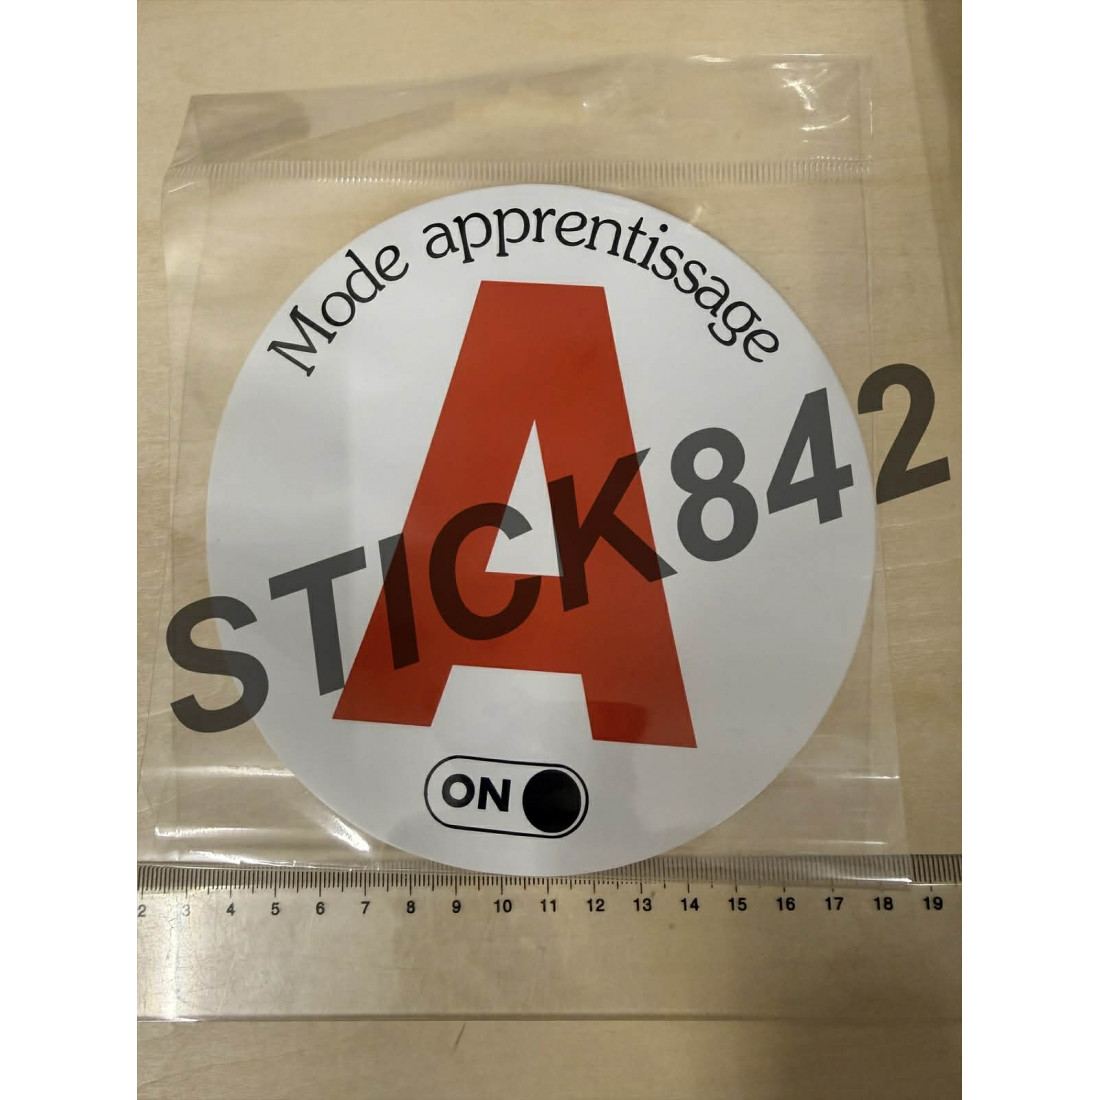 Mode apprentissage
A
STICK842
ON
2 3 4 5 6 7 8 9 10 11 12 13 14 15 16 17 18 19